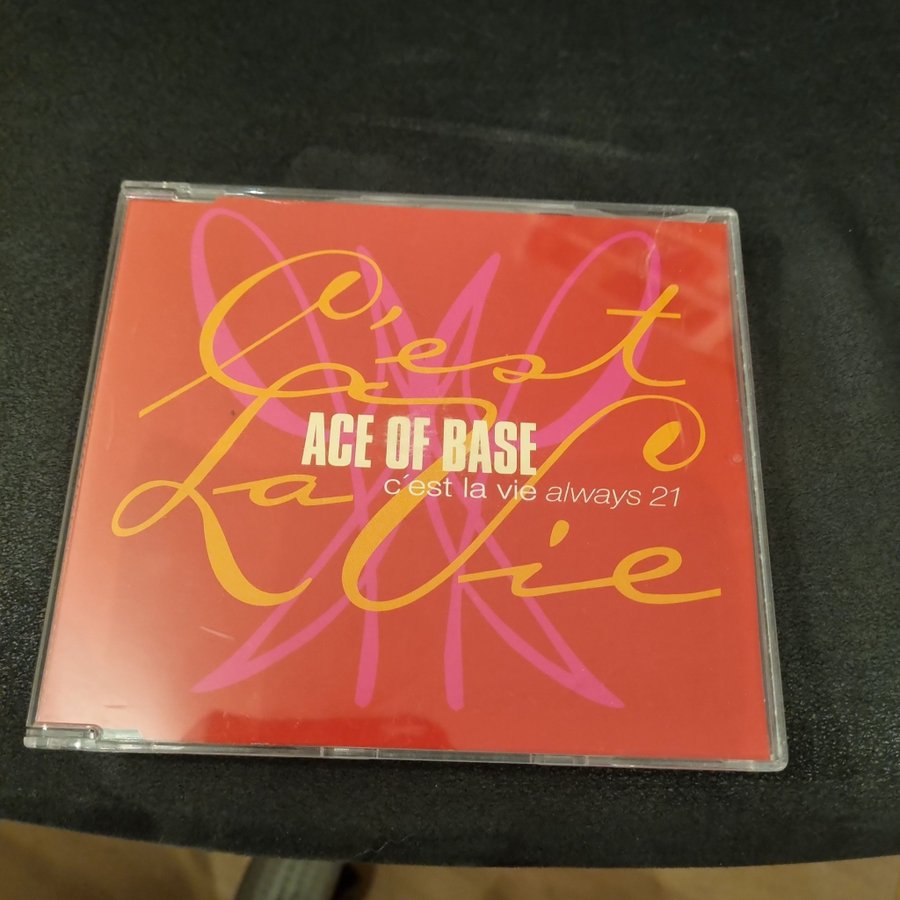 C'est
La Vie
ACE OF BASE
c'est la vie always 21